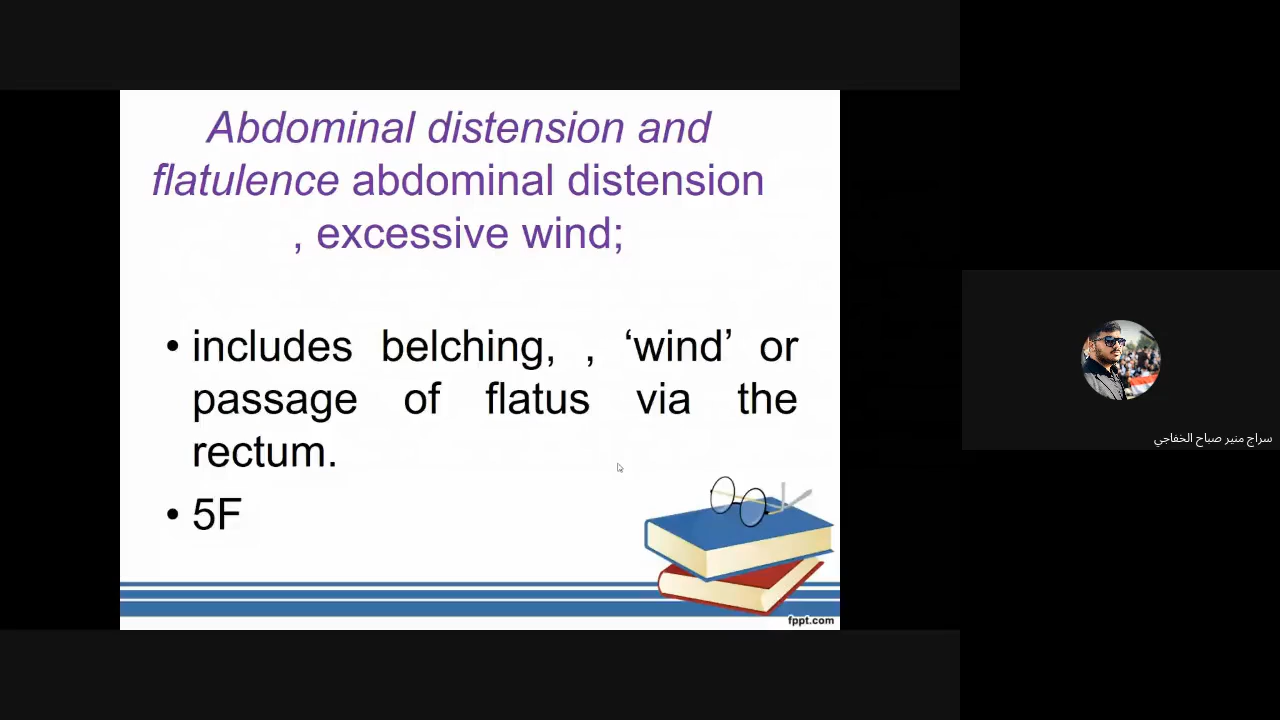 Abdominal distension and
flatulence abdominal distension
, excessive wind;
• includes belching, , ‘wind’ or
passage of flatus via the
rectum.
• 5F
fppt.com
سراج منير صباح الخفاجي